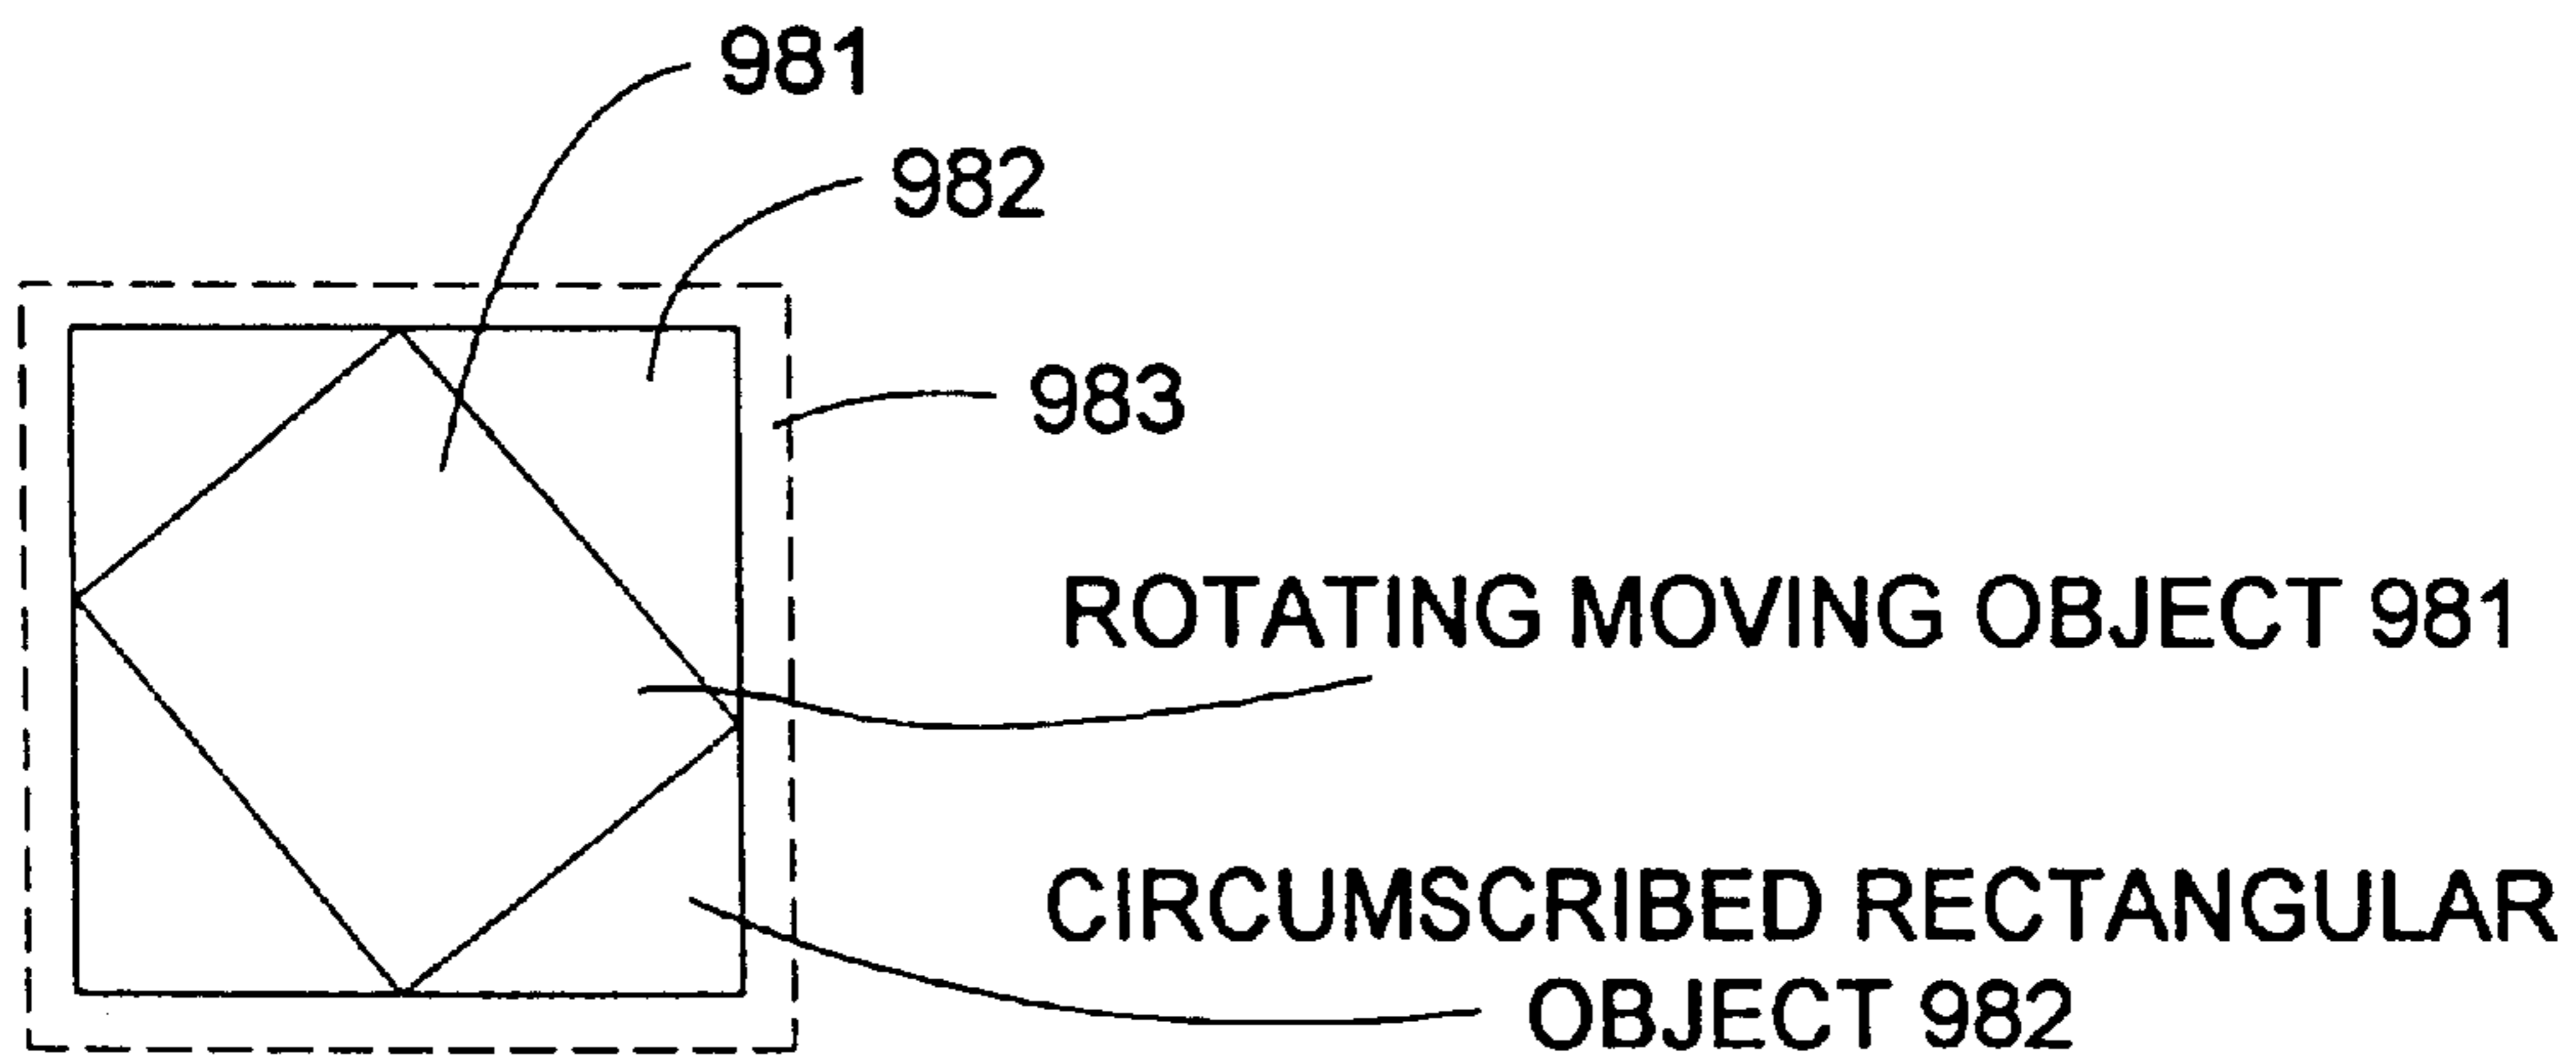 981
982
983
ROTATING MOVING OBJECT 981
CIRCUMSCRIBED RECTANGULAR
OBJECT 982